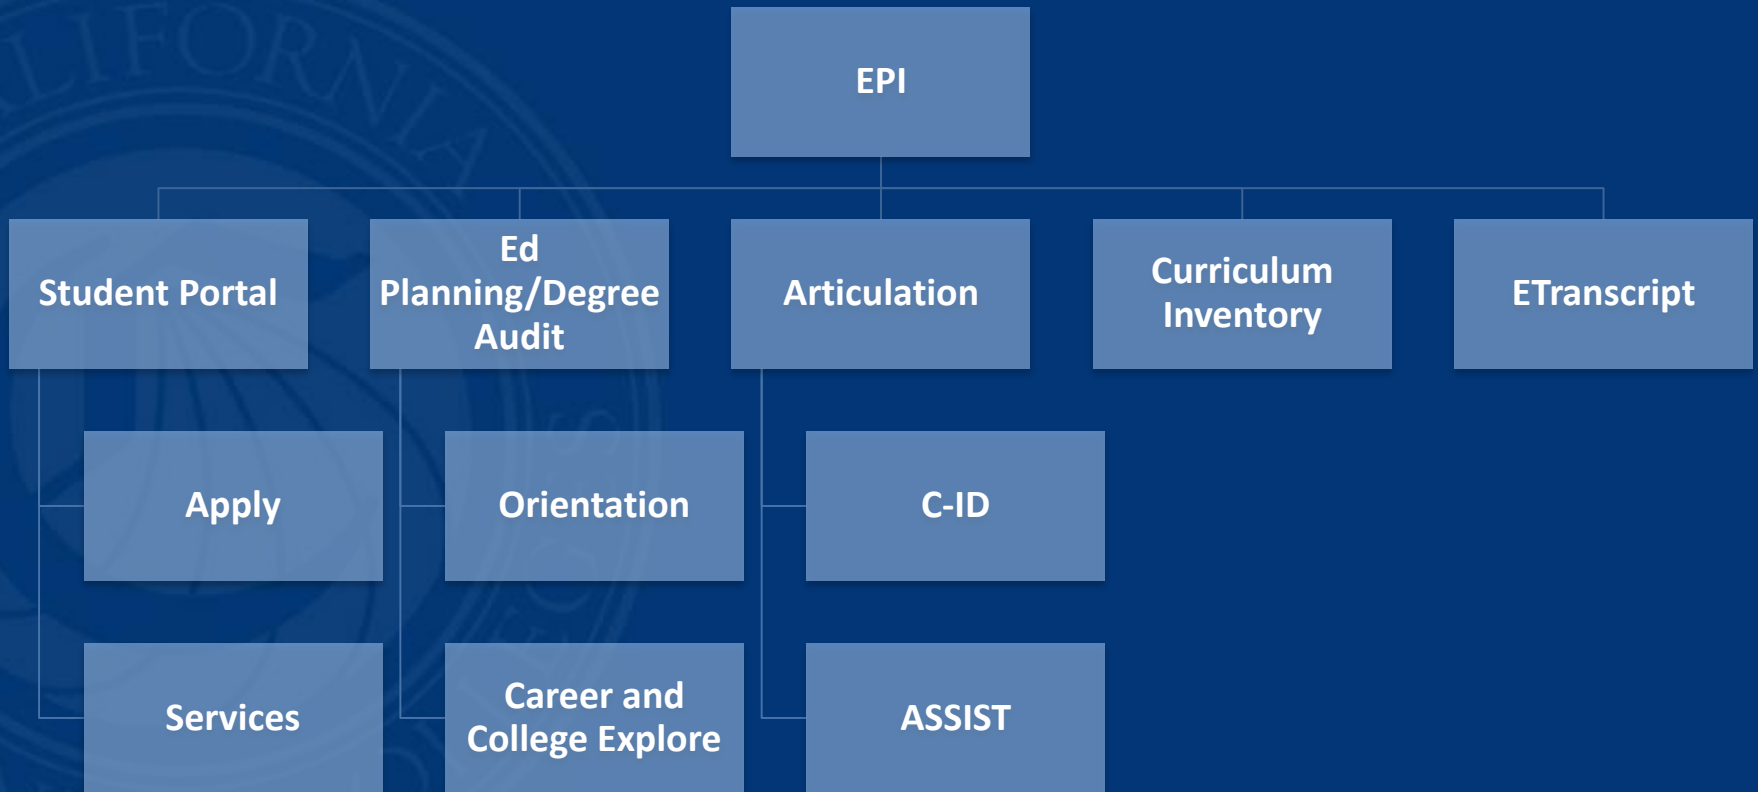 CALIFORNIA
EPI
Student Portal
Ed
Planning/Degree
Audit
Articulation
Curriculum
Inventory
ETranscript
Apply
Orientation
C-ID
Services
Career and
College Explore
ASSIST